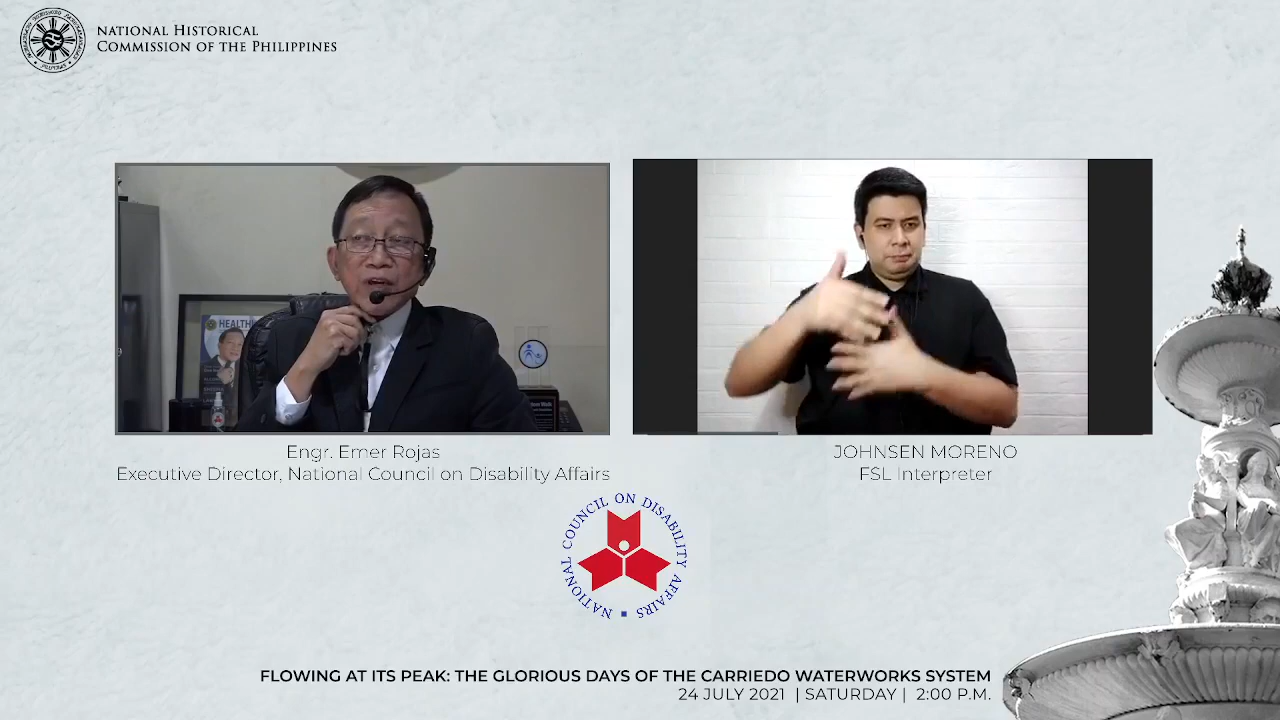 NATIONAL HISTORICAL
COMMISSION OF THE PHILIPPINES
HEALTH
Engr. Emer Rojas
Executive Director, National Council on Disability Affairs
JOHNSEN MORENO
FSL Interpreter
NATIONAL COUNCIL ON DISABILITY AFFAIRS
FLOWING AT ITS PEAK: THE GLORIOUS DAYS OF THE CARRIEDO WATERWORKS SYSTEM
24 JULY 2021 | SATURDAY | 2:00 P.M.